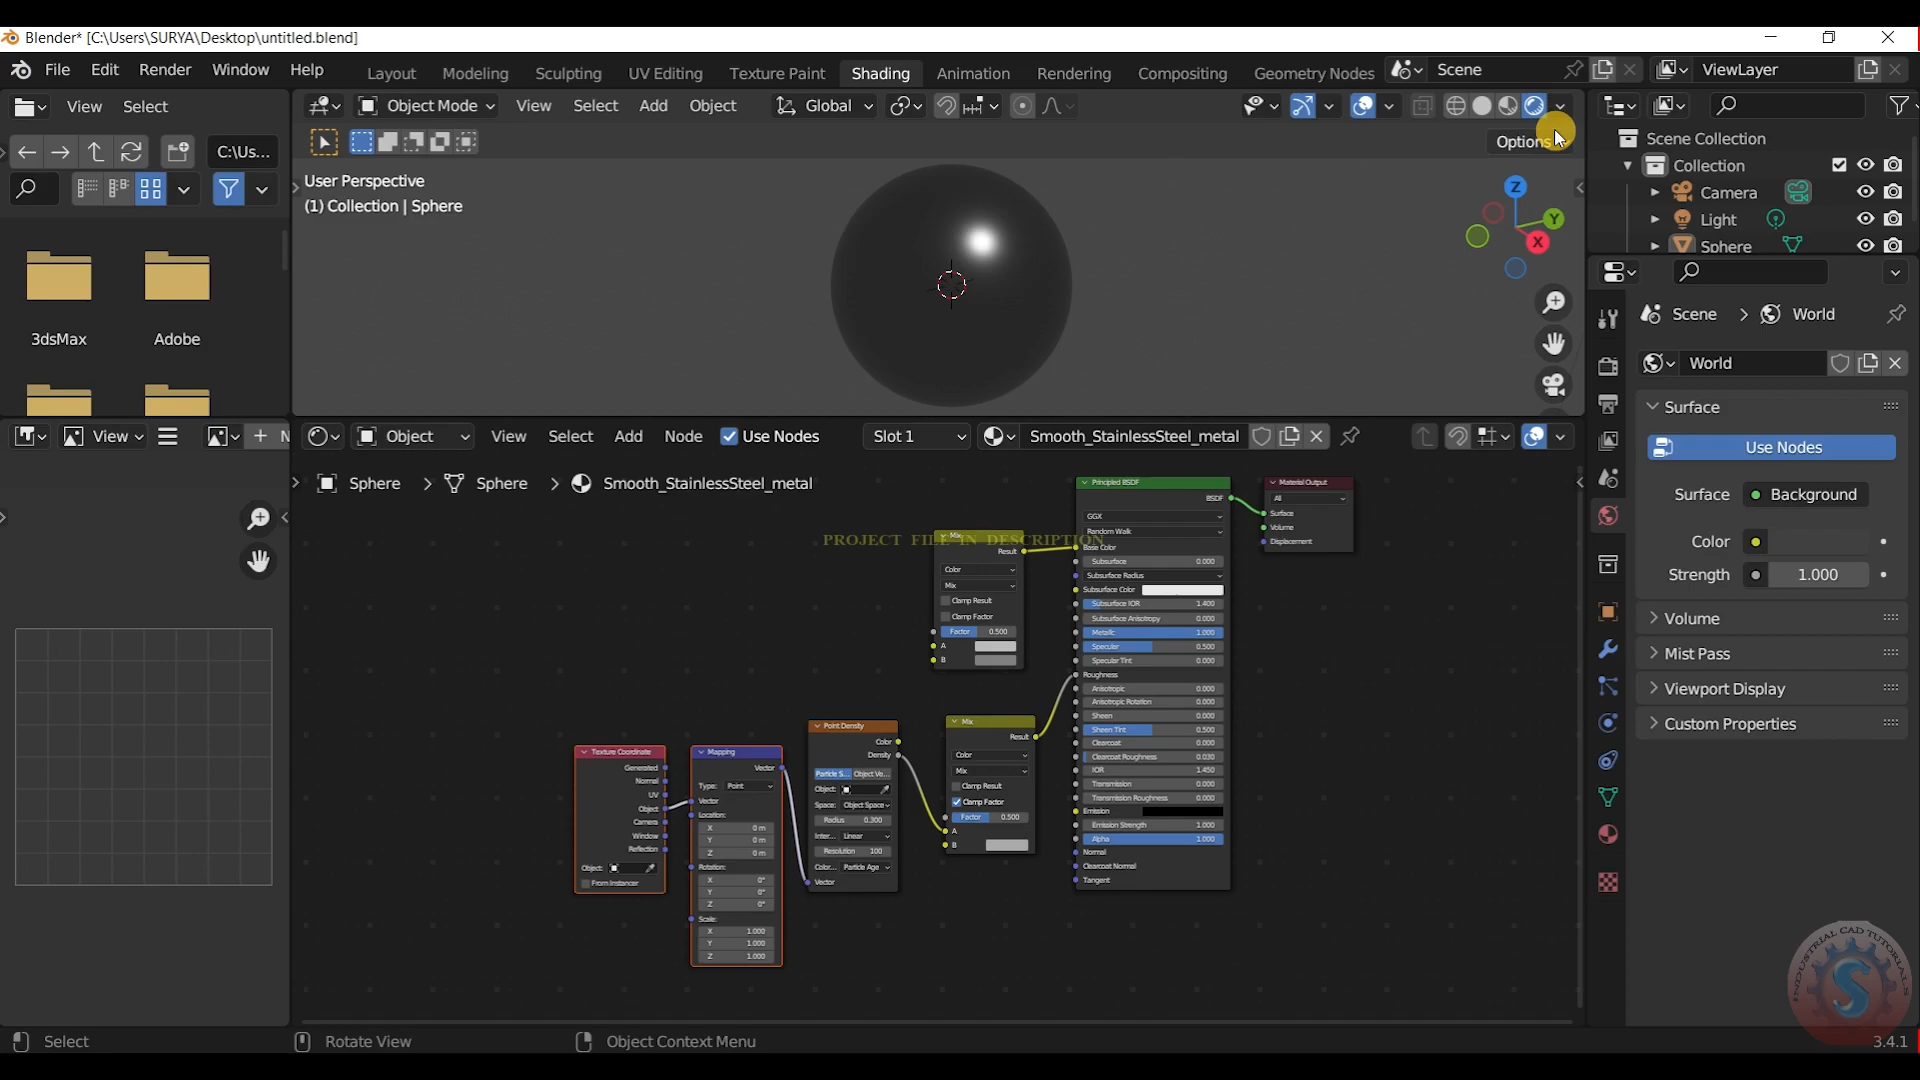 Blender* [C:\Users\SURYA\Desktop\untitled.blend]
File Edit Render Window Help Layout Modeling Sculpting UV Editing Texture Paint Shading Animation Rendering Compositing Geometry Nodes Scene ViewLayer
View Select Object Mode View Select Add Object Global
C:\Us... Options
Scene Collection
Collection
Camera
Light
Sphere
User Perspective
(1) Collection | Sphere
Z
Y
X
3dsMax Adobe
Scene > World
World
Surface
Use Nodes
Surface Background
Color
Strength 1.000
Volume
Mist Pass
Viewport Display
Custom Properties
View Object View Select Add Node Use Nodes Slot 1 Smooth_StainlessSteel_metal
Sphere > Sphere > Smooth_StainlessSteel_metal
PROJECT FILE IN DESCRIPTION
Texture Coordinate
Generated
Normal
UV
Object
Camera
Window
Reflection
Object:
From Instancer
Mapping
Vector
Type: Point
Vector
Location:
X 0 m
Y 0 m
Z 0 m
Rotation:
X 0°
Y 0°
Z 0°
Scale:
X 1.000
Y 1.000
Z 1.000
Point Density
Color
Density
Particle S... Object Ve...
Object:
Space: Object Space
Radius 0.300
Inter... Linear
Resolution 100
Color... Particle Age
Vector
Mix
Result
Color
Mix
Clamp Result
Clamp Factor
Factor 0.500
A
B
Mix
Result
Color
Mix
Clamp Result
Clamp Factor
Factor 0.500
A
B
Principled BSDF
BSDF
GGX
Random Walk
Base Color
Subsurface 0.000
Subsurface Radius
Subsurface Color
Subsurface IOR 1.400
Subsurface Anisotropy 0.000
Metallic 1.000
Specular 0.500
Specular Tint 0.000
Roughness
Anisotropic 0.000
Anisotropic Rotation 0.000
Sheen 0.000
Sheen Tint 0.500
Clearcoat 0.000
Clearcoat Roughness 0.030
IOR 1.450
Transmission 0.000
Transmission Roughness 0.000
Emission
Emission Strength 1.000
Alpha 1.000
Normal
Clearcoat Normal
Tangent
Material Output
All
Surface
Volume
Displacement
INDUSTRIAL CAD TUTORIALS
S
Select Rotate View Object Context Menu 3.4.1